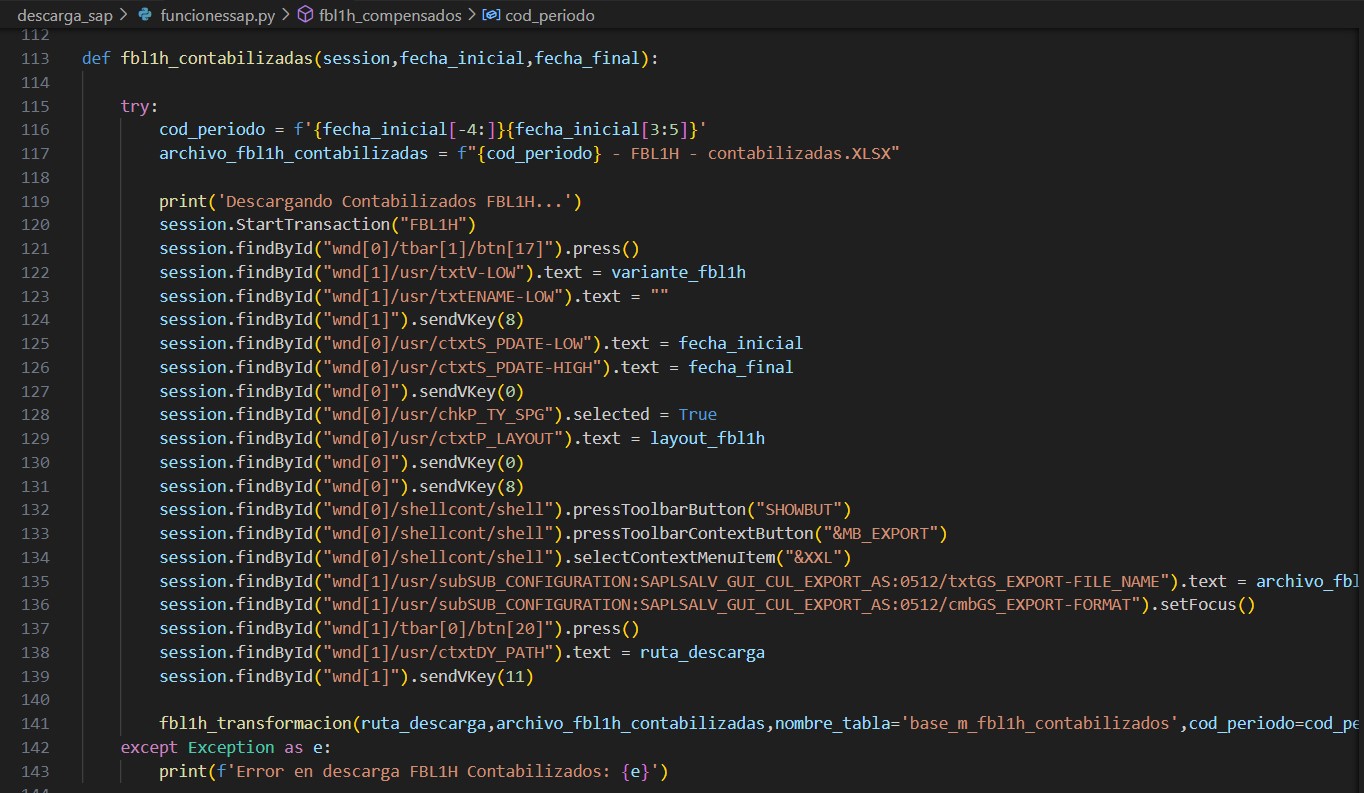 descarga_sap > funcionessap.py > fbl1h_compensados > cod_periodo
112
113 def fbl1h_contabilizadas(session,fecha_inicial,fecha_final):
114
115 try:
116 cod_periodo = f'{fecha_inicial[-4:]}{fecha_inicial[3:5]}'
117 archivo_fbl1h_contabilizadas = f"{cod_periodo} - FBL1H - contabilizadas.XLSX"
118
119 print('Descargando Contabilizados FBL1H...')
120 session.StartTransaction("FBL1H")
121 session.findById("wnd[0]/tbar[1]/btn[17]").press()
122 session.findById("wnd[1]/usr/txtV-LOW").text = variante_fbl1h
123 session.findById("wnd[1]/usr/txtENAME-LOW").text = ""
124 session.findById("wnd[1]").sendVKey(8)
125 session.findById("wnd[0]/usr/ctxtS_PDATE-LOW").text = fecha_inicial
126 session.findById("wnd[0]/usr/ctxtS_PDATE-HIGH").text = fecha_final
127 session.findById("wnd[0]").sendVKey(0)
128 session.findById("wnd[0]/usr/chkP_TY_SPG").selected = True
129 session.findById("wnd[0]/usr/ctxtP_LAYOUT").text = layout_fbl1h
130 session.findById("wnd[0]").sendVKey(0)
131 session.findById("wnd[0]").sendVKey(8)
132 session.findById("wnd[0]/shellcont/shell").pressToolbarButton("SHOWBUT")
133 session.findById("wnd[0]/shellcont/shell").pressToolbarContextButton("&MB_EXPORT")
134 session.findById("wnd[0]/shellcont/shell").selectContextMenuItem("&XXL")
135 session.findById("wnd[1]/usr/subSUB_CONFIGURATION:SAPLSALV_GUI_CUL_EXPORT_AS:0512/txtGS_EXPORT-FILE_NAME").text = archivo_fbl
136 session.findById("wnd[1]/usr/subSUB_CONFIGURATION:SAPLSALV_GUI_CUL_EXPORT_AS:0512/cmbGS_EXPORT-FORMAT").setFocus()
137 session.findById("wnd[1]/tbar[0]/btn[20]").press()
138 session.findById("wnd[1]/usr/ctxtDY_PATH").text = ruta_descarga
139 session.findById("wnd[1]").sendVKey(11)
140
141 fbl1h_transformacion(ruta_descarga,archivo_fbl1h_contabilizadas,nombre_tabla='base_m_fbl1h_contabilizados',cod_periodo=cod_pe
142 except Exception as e:
143 print(f'Error en descarga FBL1H Contabilizados: {e}')